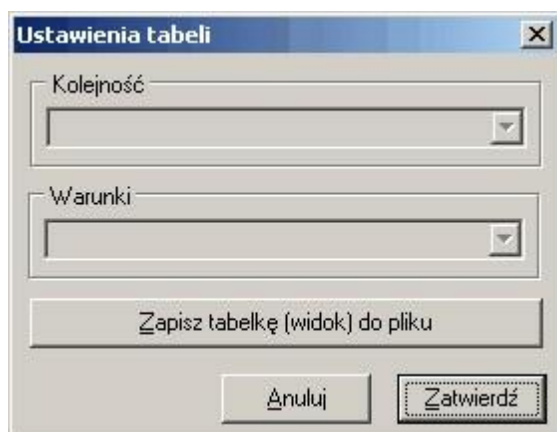 Ustawienia tabeli
Kolejność
Warunki
Zapisz tabelkę (widok) do pliku
Anuluj
Zatwierdź